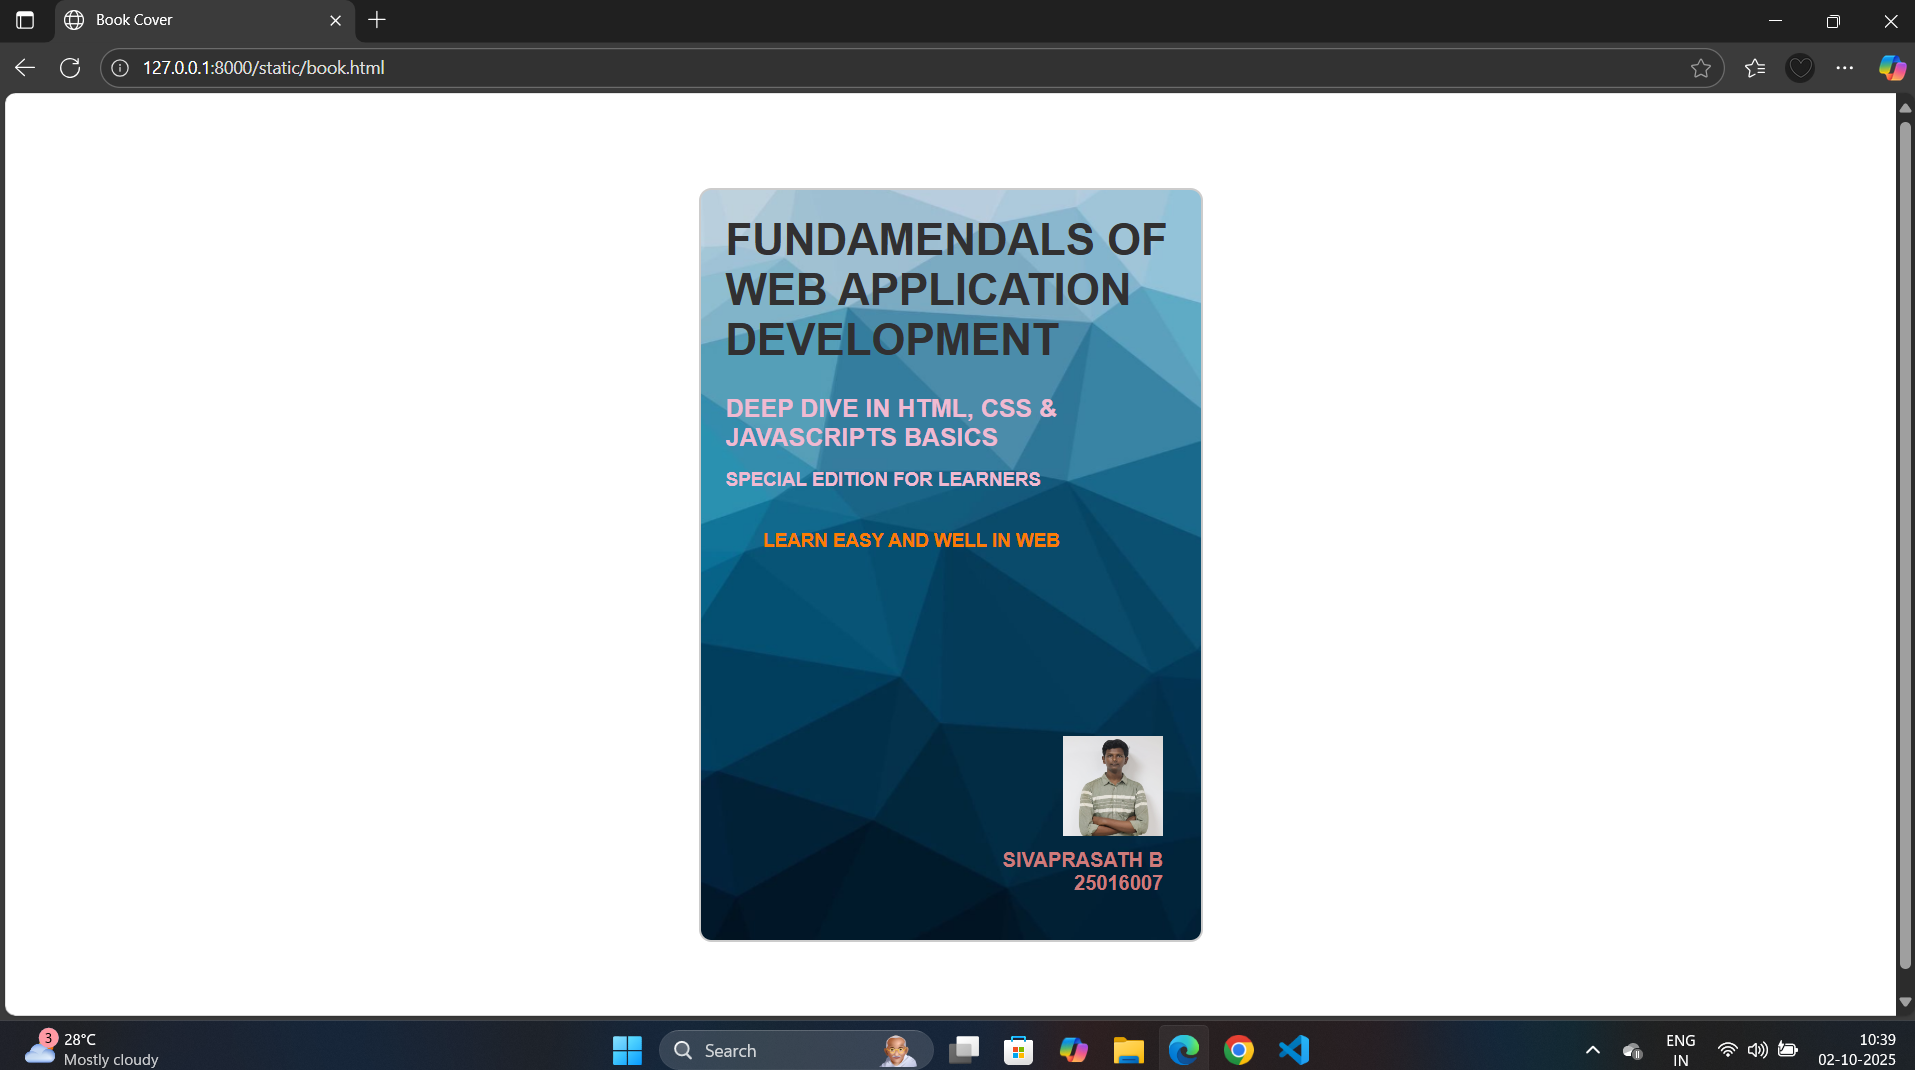 Book Cover
127.0.0.1:8000/static/book.html
FUNDAMENDALS OF
WEB APPLICATION
DEVELOPMENT
DEEP DIVE IN HTML, CSS &
JAVASCRIPTS BASICS
SPECIAL EDITION FOR LEARNERS
LEARN EASY AND WELL IN WEB
SIVAPRASATH B
25016007
3
28°C
Mostly cloudy
Search
ENG
IN
10:39
02-10-2025